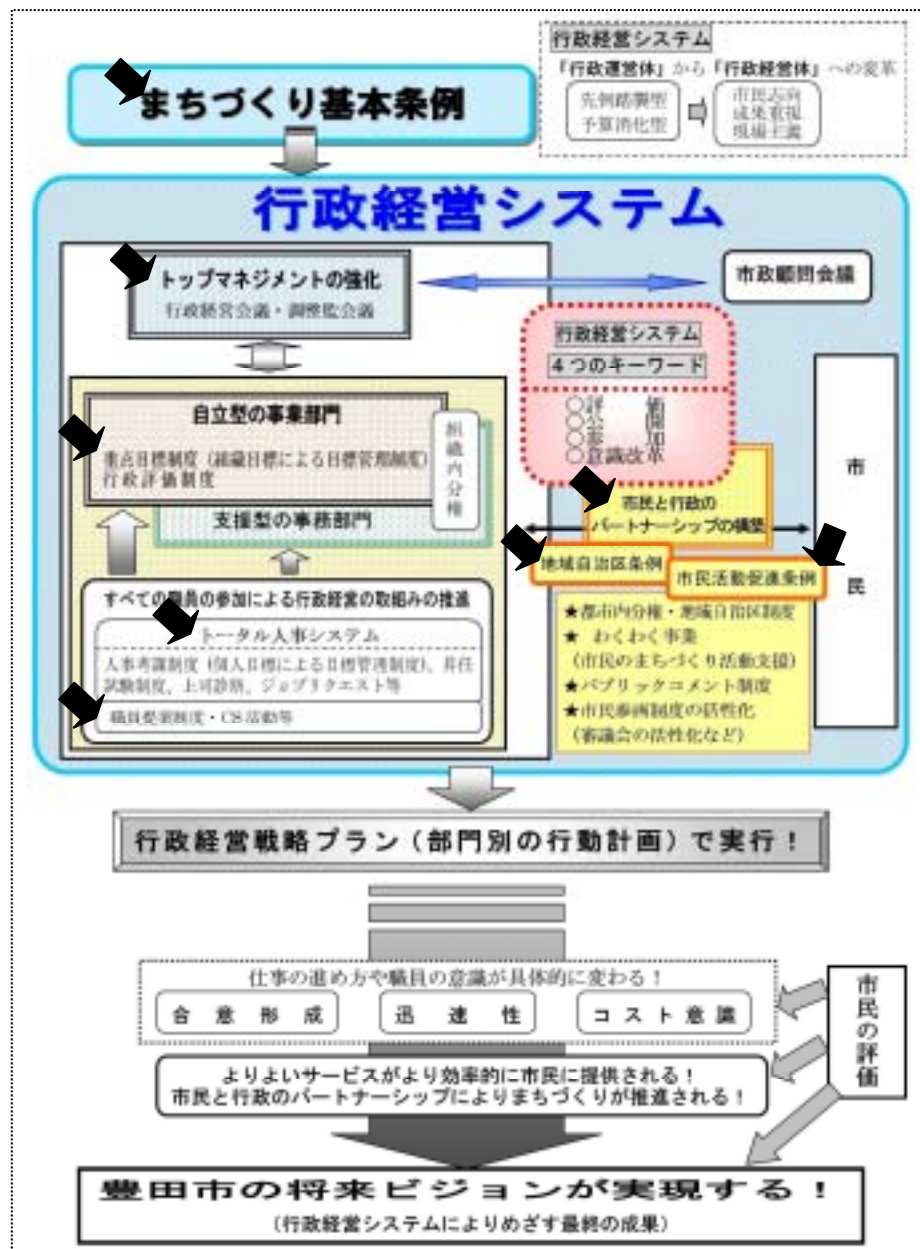 行政経営システム
「行政運営体」から「行政経営体」への変革
先例踏襲型
予算消化型
市民志向
成果重視
現場主義
まちづくり基本条例
行政経営システム
トップマネジメントの強化
行政経営会議・調整監会議
市政顧問会議
行政経営システム
4つのキーワード
○評価
○公開
○参加
○意識改革
自立型の事業部門
重点目標制度（組織目標による目標管理制度）
行政評価制度
組織内分権
支援型の事務部門
市民と行政の
パートナーシップの構築
市民
地域自治区条例
市民活動促進条例
すべての職員の参加による行政経営の取組みの推進
トータル人事システム
人事考課制度（個人目標による目標管理制度）、昇任
試験制度、上司診断、ジョブリクエスト等
職員提案制度・CS活動等
★都市内分権・地域自治区制度
★ わくわく事業
（市民のまちづくり活動支援）
★パブリックコメント制度
★市民参画制度の活性化
（審議会の活性化など）
行政経営戦略プラン（部門別の行動計画）で実行！
仕事の進め方や職員の意識が具体的に変わる！
合意形成
迅速性
コスト意識
市民の評価
よりよいサービスがより効率的に市民に提供される！
市民と行政のパートナーシップによりまちづくりが推進される！
豊田市の将来ビジョンが実現する！
（行政経営システムによりめざす最終の成果）